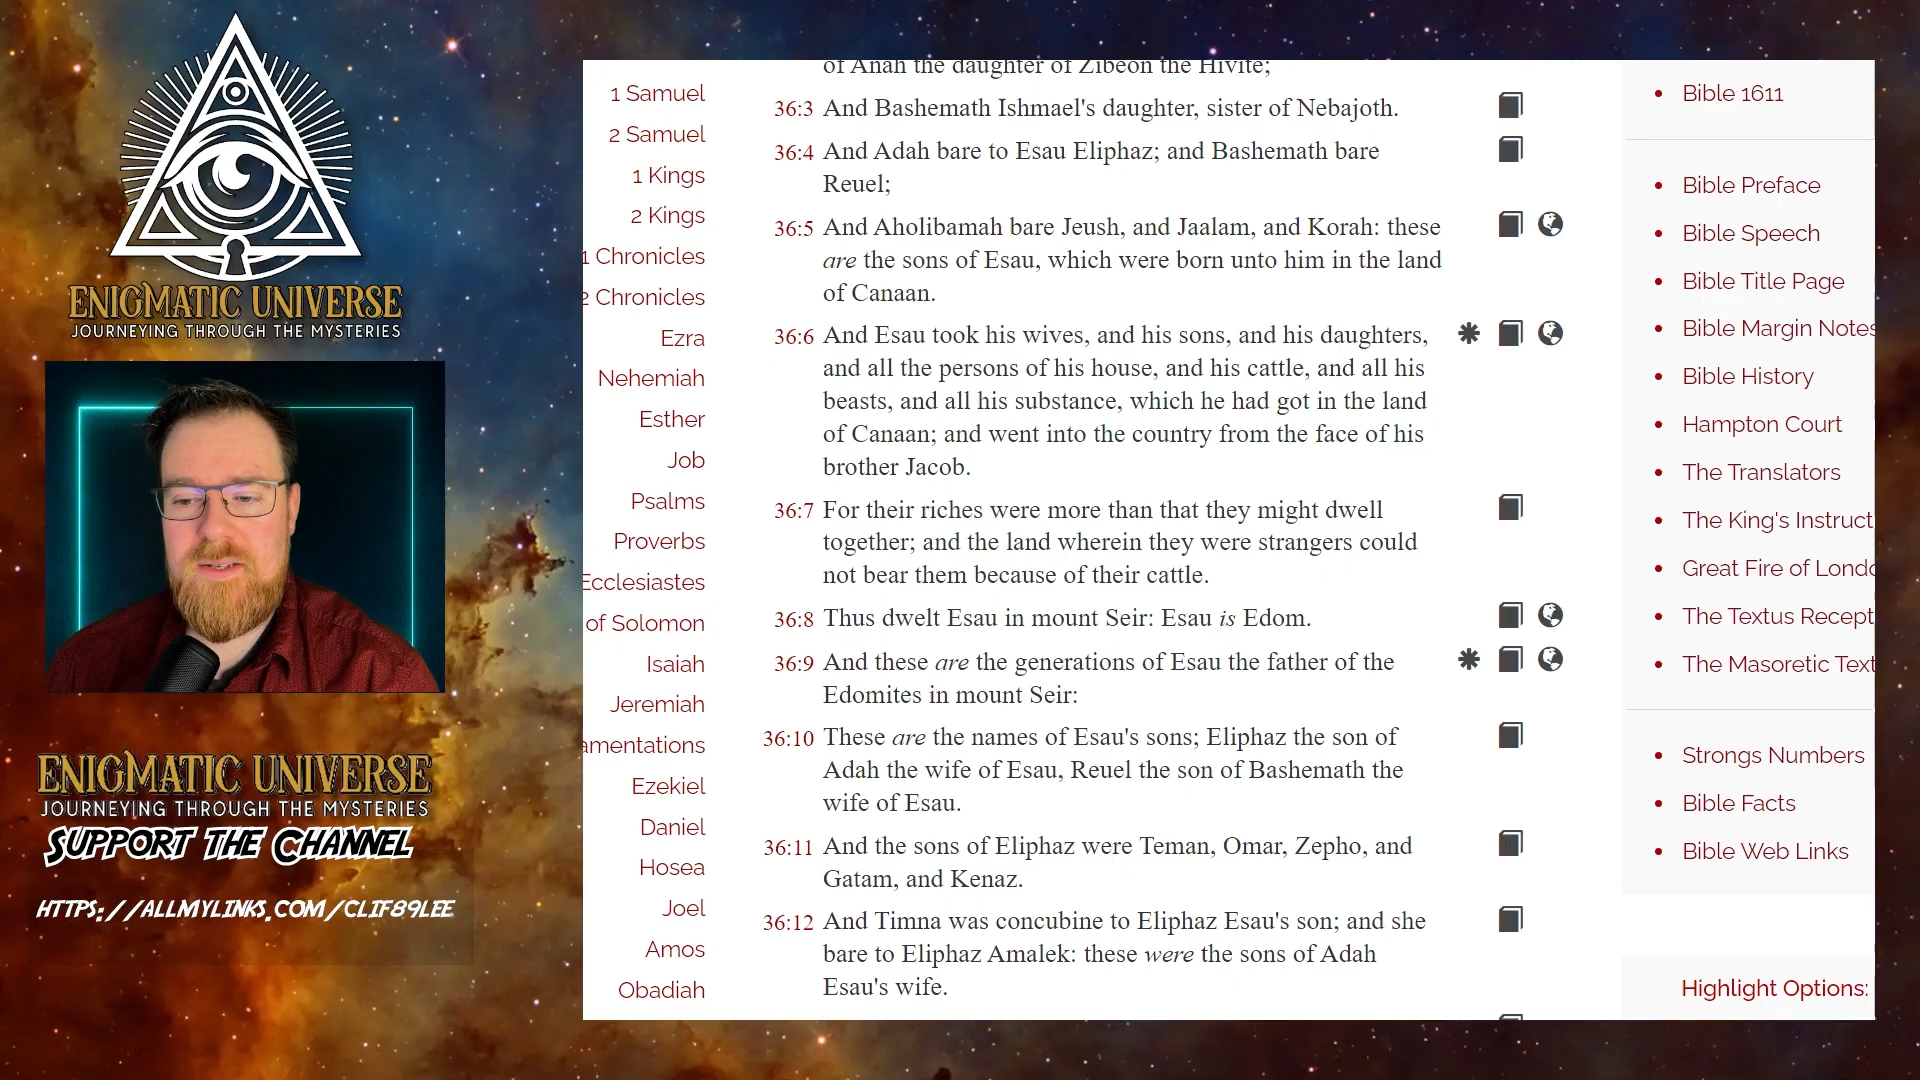 ENIGMATIC UNIVERSE
JOURNEYING THROUGH THE MYSTERIES
ENIGMATIC UNIVERSE
JOURNEYING THROUGH THE MYSTERIES
SUPPORT THE CHANNEL
HTTPS://ALLMYLINKS.COM/CLIF89LEE
1 Samuel
2 Samuel
1 Kings
2 Kings
1 Chronicles
2 Chronicles
Ezra
Nehemiah
Esther
Job
Psalms
Proverbs
Ecclesiastes
of Solomon
Isaiah
Jeremiah
amentations
Ezekiel
Daniel
Hosea
Joel
Amos
Obadiah
of Anah the daughter of Zibeon the Hivite;
36:3 And Bashemath Ishmael's daughter, sister of Nebajoth.
36:4 And Adah bare to Esau Eliphaz; and Bashemath bare
Reuel;
36:5 And Aholibamah bare Jeush, and Jaalam, and Korah: these
are the sons of Esau, which were born unto him in the land
of Canaan.
36:6 And Esau took his wives, and his sons, and his daughters,
and all the persons of his house, and his cattle, and all his
beasts, and all his substance, which he had got in the land
of Canaan; and went into the country from the face of his
brother Jacob.
36:7 For their riches were more than that they might dwell
together; and the land wherein they were strangers could
not bear them because of their cattle.
36:8 Thus dwelt Esau in mount Seir: Esau is Edom.
36:9 And these are the generations of Esau the father of the
Edomites in mount Seir:
36:10 These are the names of Esau's sons; Eliphaz the son of
Adah the wife of Esau, Reuel the son of Bashemath the
wife of Esau.
36:11 And the sons of Eliphaz were Teman, Omar, Zepho, and
Gatam, and Kenaz.
36:12 And Timna was concubine to Eliphaz Esau's son; and she
bare to Eliphaz Amalek: these were the sons of Adah
Esau's wife.
Bible 1611
Bible Preface
Bible Speech
Bible Title Page
Bible Margin Notes
Bible History
Hampton Court
The Translators
The King's Instruct
Great Fire of Londo
The Textus Recept
The Masoretic Text
Strongs Numbers
Bible Facts
Bible Web Links
Highlight Options: